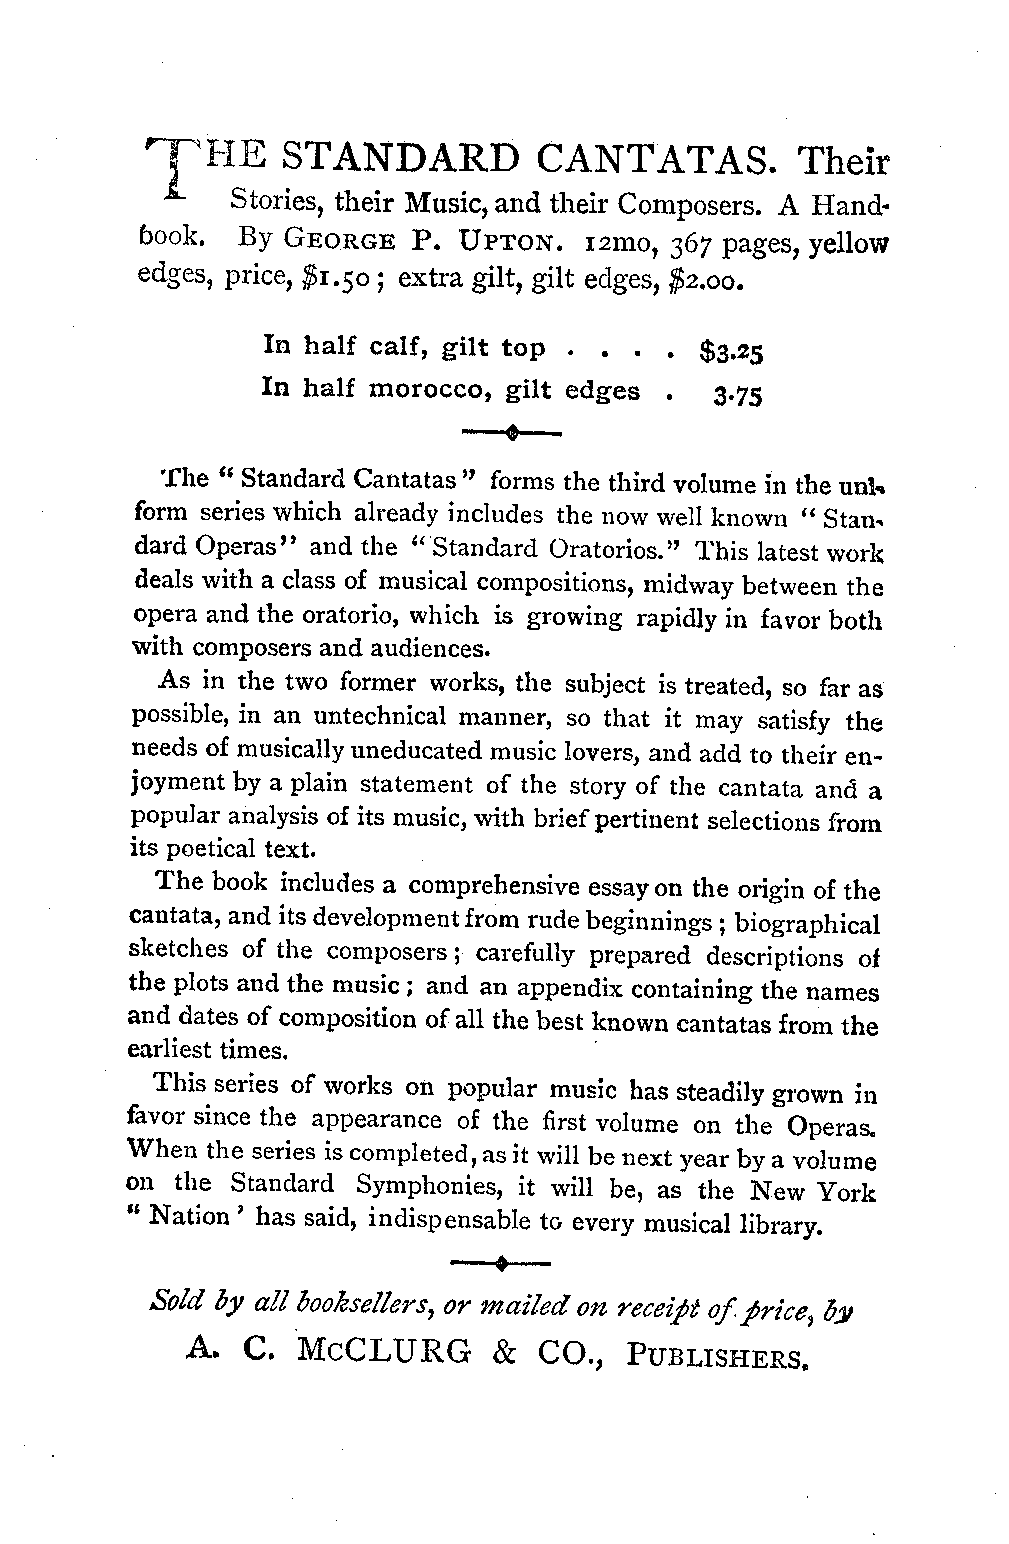 THE STANDARD CANTATAS. Their
Stories, their Music, and their Composers. A Hand-
book. By GEORGE P. UPTON. 12mo, 367 pages, yellow
edges, price, $1.50; extra gilt, gilt edges, $2.00.
In half calf, gilt top . . . . $3.25
In half morocco, gilt edges . 3.75
The “Standard Cantatas” forms the third volume in the uni-
form series which already includes the now well known “Stan-
dard Operas” and the “Standard Oratorios.” This latest work
deals with a class of musical compositions, midway between the
opera and the oratorio, which is growing rapidly in favor both
with composers and audiences.
As in the two former works, the subject is treated, so far as
possible, in an untechnical manner, so that it may satisfy the
needs of musically uneducated music lovers, and add to their en-
joyment by a plain statement of the story of the cantata and a
popular analysis of its music, with brief pertinent selections from
its poetical text.
The book includes a comprehensive essay on the origin of the
cantata, and its development from rude beginnings; biographical
sketches of the composers; carefully prepared descriptions of
the plots and the music; and an appendix containing the names
and dates of composition of all the best known cantatas from the
earliest times.
This series of works on popular music has steadily grown in
favor since the appearance of the first volume on the Operas.
When the series is completed, as it will be next year by a volume
on the Standard Symphonies, it will be, as the New York
“Nation’ has said, indispensable to every musical library.
Sold by all booksellers, or mailed on receipt of price, by
A. C. McCLURG & CO., PUBLISHERS.